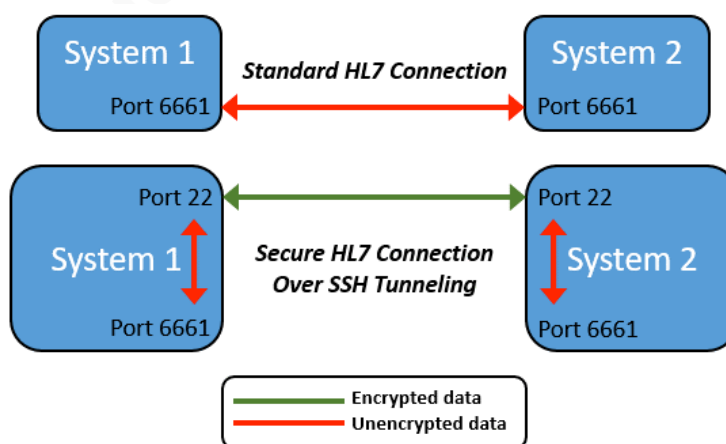 System 1
Standard HL7 Connection
System 2
Port 6661
Port 6661
Port 22
Port 22
System 1
Secure HL7 Connection
Over SSH Tunneling
System 2
Port 6661
Port 6661
Encrypted data
Unencrypted data